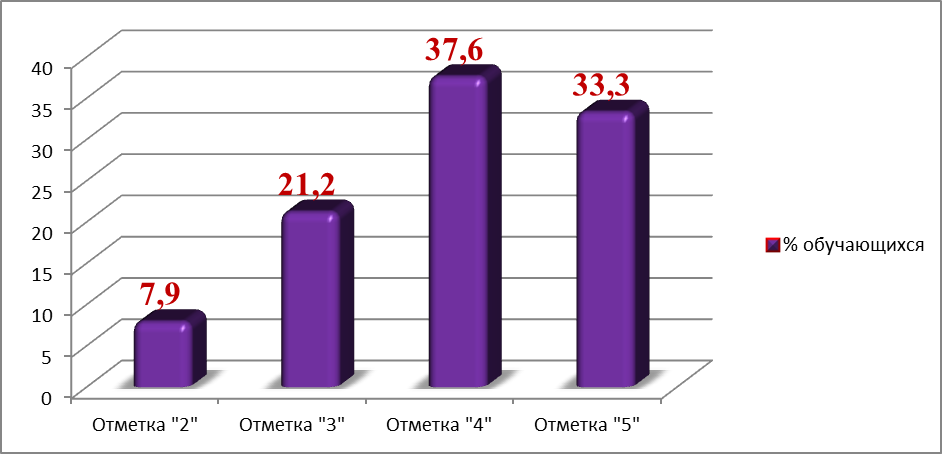 40
35
30
25
20
15
10
5
0
7,9
21,2
37,6
33,3
Отметка "2"
Отметка "3"
Отметка "4"
Отметка "5"
% обучающихся